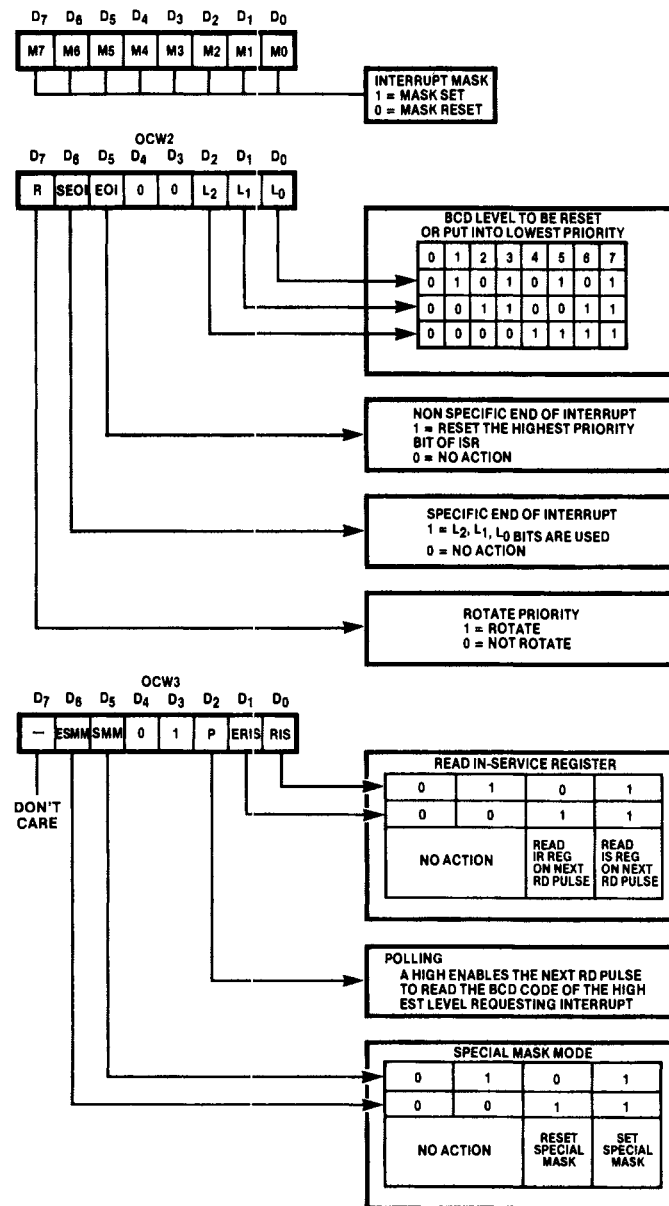 D7 D6 D5 D4 D3 D2 D1 D0
M7 M6 M5 M4 M3 M2 M1 M0
INTERRUPT MASK
1 = MASK SET
0 = MASK RESET
OCW2
D7 D6 D5 D4 D3 D2 D1 D0
R SEOI EOI 0 0 L2 L1 L0
BCD LEVEL TO BE RESET
OR PUT INTO LOWEST PRIORITY
0 1 2 3 4 5 6 7
0 1 0 1 0 1 0 1
0 0 1 1 0 0 1 1
0 0 0 0 1 1 1 1
NON SPECIFIC END OF INTERRUPT
1 = RESET THE HIGHEST PRIORITY
BIT OF ISR
0 = NO ACTION
SPECIFIC END OF INTERRUPT
1 = L2, L1, L0 BITS ARE USED
0 = NO ACTION
ROTATE PRIORITY
1 = ROTATE
0 = NOT ROTATE
OCW3
D7 D6 D5 D4 D3 D2 D1 D0
— ESMM SMM 0 1 P ERIS RIS
DON'T
CARE
READ IN-SERVICE REGISTER
0 1 0 1
0 0 1 1
NO ACTION
READ
IR REG
ON NEXT
RD PULSE
READ
IS REG
ON NEXT
RD PULSE
POLLING
A HIGH ENABLES THE NEXT RD PULSE
TO READ THE BCD CODE OF THE HIGH
EST LEVEL REQUESTING INTERRUPT
SPECIAL MASK MODE
0 1 0 1
0 0 1 1
NO ACTION
RESET
SPECIAL
MASK
SET
SPECIAL
MASK